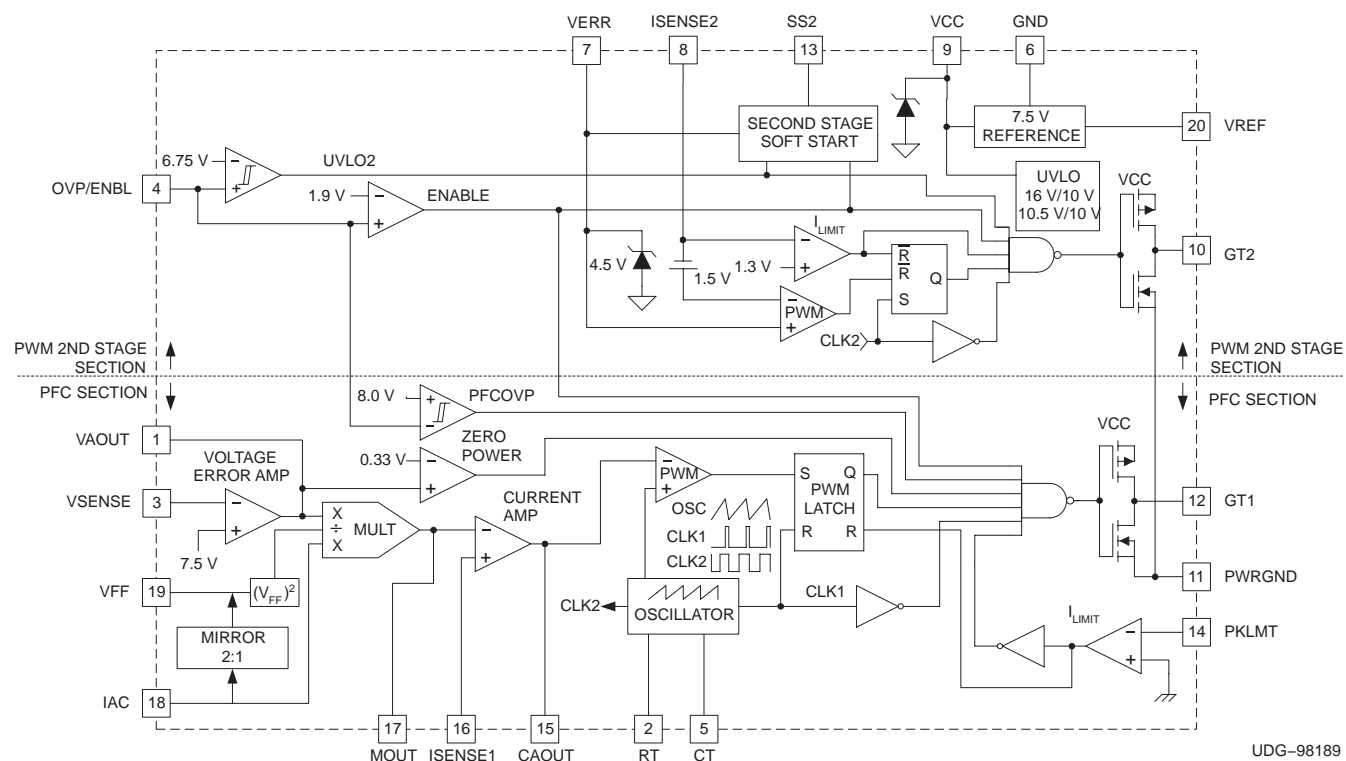 VERR
ISENSE2
SS2
VCC
GND
7
8
13
9
6
SECOND STAGE
SOFT START
7.5 V
REFERENCE
20
VREF
6.75 V
−
+
UVLO2
OVP/ENBL
4
1.9 V
−
+
ENABLE
UVLO
16 V/10 V
10.5 V/10 V
VCC
I LIMIT
−
+
4.5 V
1.5 V
1.3 V
R
R
Q
S
10
GT2
−
PWM
+
CLK2
PWM 2ND STAGE
SECTION
PWM 2ND STAGE
SECTION
PFC SECTION
PFC SECTION
8.0 V
+
−
PFCOVP
VCC
VAOUT
1
VOLTAGE
ERROR AMP
0.33 V
−
+
ZERO
POWER
VSENSE
3
−
+
7.5 V
X
÷
X
MULT
CURRENT
AMP
−
+
−
PWM
+
OSC
CLK1
CLK2
S
Q
PWM
LATCH
R
R
12
GT1
VFF
19
(VFF)²
CLK2
OSCILLATOR
CLK1
11
PWRGND
MIRROR
2:1
I LIMIT
−
+
14
PKLMT
IAC
18
17
16
15
2
5
MOUT
ISENSE1
CAOUT
RT
CT
UDG−98189